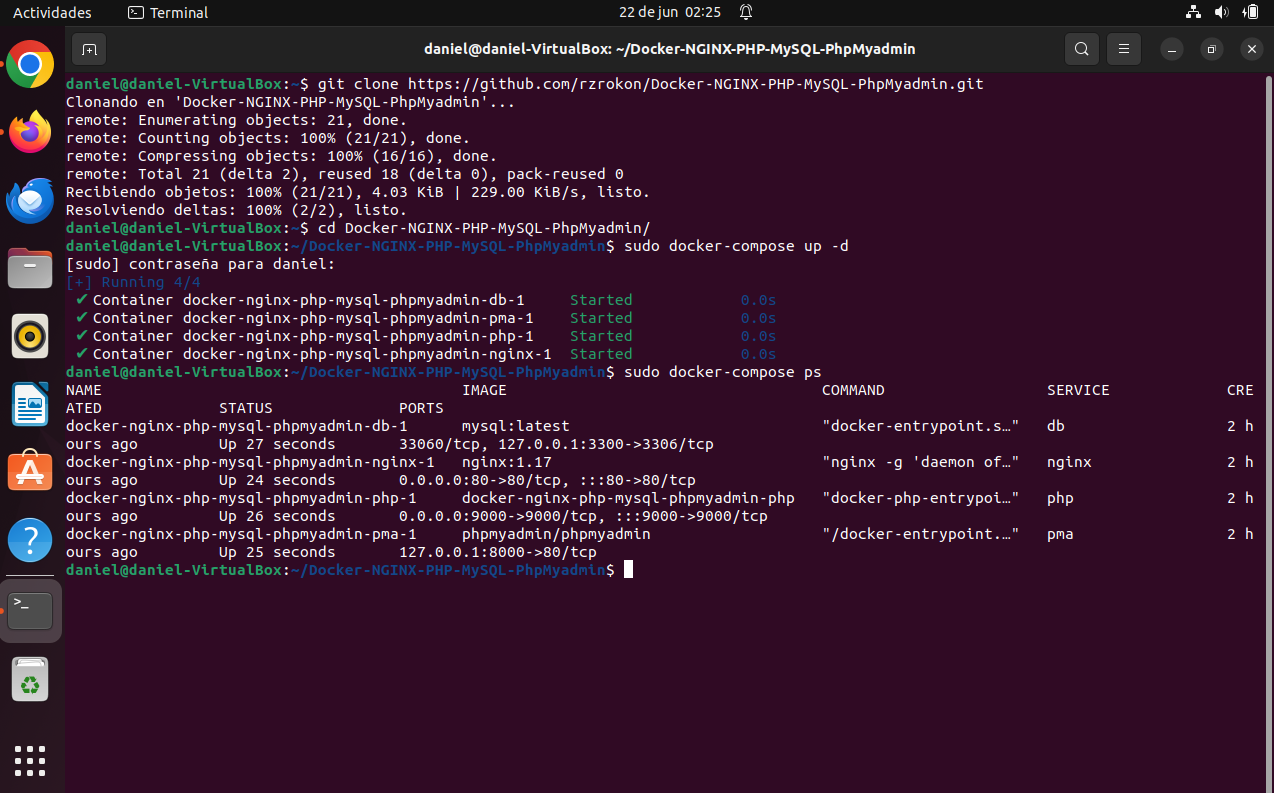 Actividades Terminal 22 de jun 02:25
daniel@daniel-VirtualBox: ~/Docker-NGINX-PHP-MySQL-PhpMyadmin
daniel@daniel-VirtualBox:~$ git clone https://github.com/rzrokon/Docker-NGINX-PHP-MySQL-PhpMyadmin.git
Clonando en 'Docker-NGINX-PHP-MySQL-PhpMyadmin'...
remote: Enumerating objects: 21, done.
remote: Counting objects: 100% (21/21), done.
remote: Compressing objects: 100% (16/16), done.
remote: Total 21 (delta 2), reused 18 (delta 0), pack-reused 0
Recibiendo objetos: 100% (21/21), 4.03 KiB | 229.00 KiB/s, listo.
Resolviendo deltas: 100% (2/2), listo.
daniel@daniel-VirtualBox:~$ cd Docker-NGINX-PHP-MySQL-PhpMyadmin/
daniel@daniel-VirtualBox:~/Docker-NGINX-PHP-MySQL-PhpMyadmin$ sudo docker-compose up -d
[sudo] contraseña para daniel:
[+] Running 4/4
✔ Container docker-nginx-php-mysql-phpmyadmin-db-1 Started 0.0s
✔ Container docker-nginx-php-mysql-phpmyadmin-pma-1 Started 0.0s
✔ Container docker-nginx-php-mysql-phpmyadmin-php-1 Started 0.0s
✔ Container docker-nginx-php-mysql-phpmyadmin-nginx-1 Started 0.0s
daniel@daniel-VirtualBox:~/Docker-NGINX-PHP-MySQL-PhpMyadmin$ sudo docker-compose ps
NAME IMAGE COMMAND SERVICE CRE
ATED STATUS PORTS
docker-nginx-php-mysql-phpmyadmin-db-1 mysql:latest "docker-entrypoint.s…" db 2 h
ours ago Up 27 seconds 33060/tcp, 127.0.0.1:3300->3306/tcp
docker-nginx-php-mysql-phpmyadmin-nginx-1 nginx:1.17 "nginx -g 'daemon of…" nginx 2 h
ours ago Up 24 seconds 0.0.0.0:80->80/tcp, :::80->80/tcp
docker-nginx-php-mysql-phpmyadmin-php-1 docker-nginx-php-mysql-phpmyadmin-php "docker-php-entrypoi…" php 2 h
ours ago Up 26 seconds 0.0.0.0:9000->9000/tcp, :::9000->9000/tcp
docker-nginx-php-mysql-phpmyadmin-pma-1 phpmyadmin/phpmyadmin "/docker-entrypoint.…" pma 2 h
ours ago Up 25 seconds 127.0.0.1:8000->80/tcp
daniel@daniel-VirtualBox:~/Docker-NGINX-PHP-MySQL-PhpMyadmin$